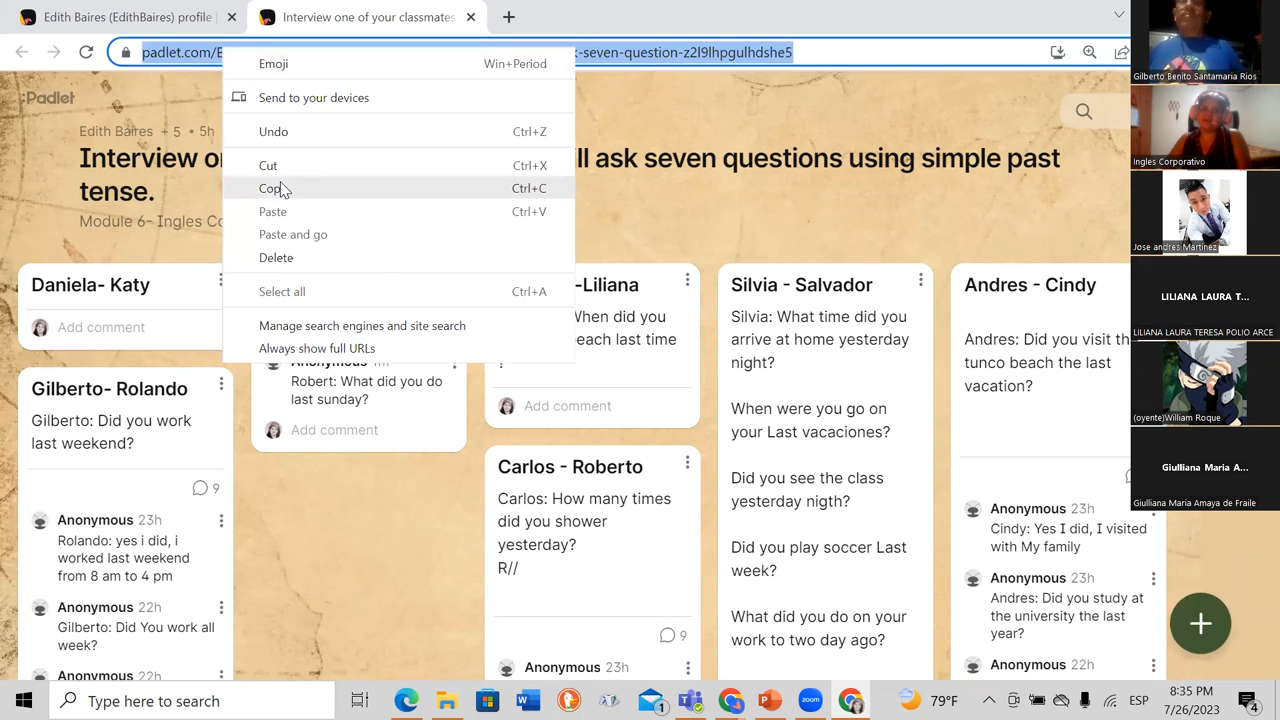 Edith Baires (EdithBaires) profile |
Interview one of your classmates.
padlet.com/E
-seven-question-z2l9lhpgulhdshe5
Emoji Win+Period
Send to your devices
Undo Ctrl+Z
Cut Ctrl+X
Copy Ctrl+C
Paste Ctrl+V
Paste and go
Delete
Select all Ctrl+A
Manage search engines and site search
Always show full URLs
:Padlet
Edith Baires + 5 • 5h
Interview o
ll ask seven questions using simple past
tense.
Module 6- Ingles Co
Daniela- Katy
Add comment
Gilberto- Rolando
Gilberto: Did you work
last weekend?
9
Anonymous 23h
Rolando: yes i did, i
worked last weekend
from 8 am to 4 pm
Anonymous 22h
Gilberto: Did You work all
week?
Anonymous 22h
Anonymous 1m
Robert: What did you do
last sunday?
Add comment
-Liliana
When did you
each last time
?
Add comment
Carlos - Roberto
Carlos: How many times
did you shower
yesterday?
R//
9
Anonymous 23h
Silvia - Salvador
Silvia: What time did you
arrive at home yesterday
night?
When were you go on
your Last vacaciones?
Did you see the class
yesterday nigth?
Did you play soccer Last
week?
What did you do on your
work to two day ago?
Andres - Cindy
Andres: Did you visit th
tunco beach the last
vacation?
Anonymous 23h
Cindy: Yes I did, I visited
with My family
Anonymous 23h
Andres: Did you study at
the university the last
year?
Anonymous 22h
Gilberto Benito Santamaria Rios
Ingles Corporativo
Jose andres Martinez
LILIANA LAURA T...
LILIANA LAURA TERESA POLIO ARCE
(oyente)William Roque
Giulliana Maria A...
Giulliana Maria Amaya de Fraile
Type here to search
1
79°F
ESP
8:35 PM
7/26/2023
4